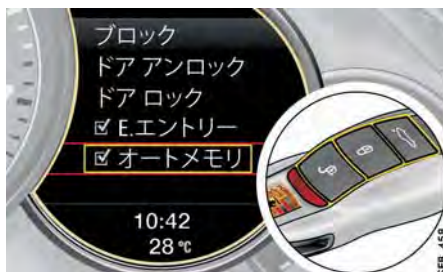 ブロック
ドア アンロック
ドア ロック
☑ E.エントリー
☑ オートメモリ
10:42
28 ℃